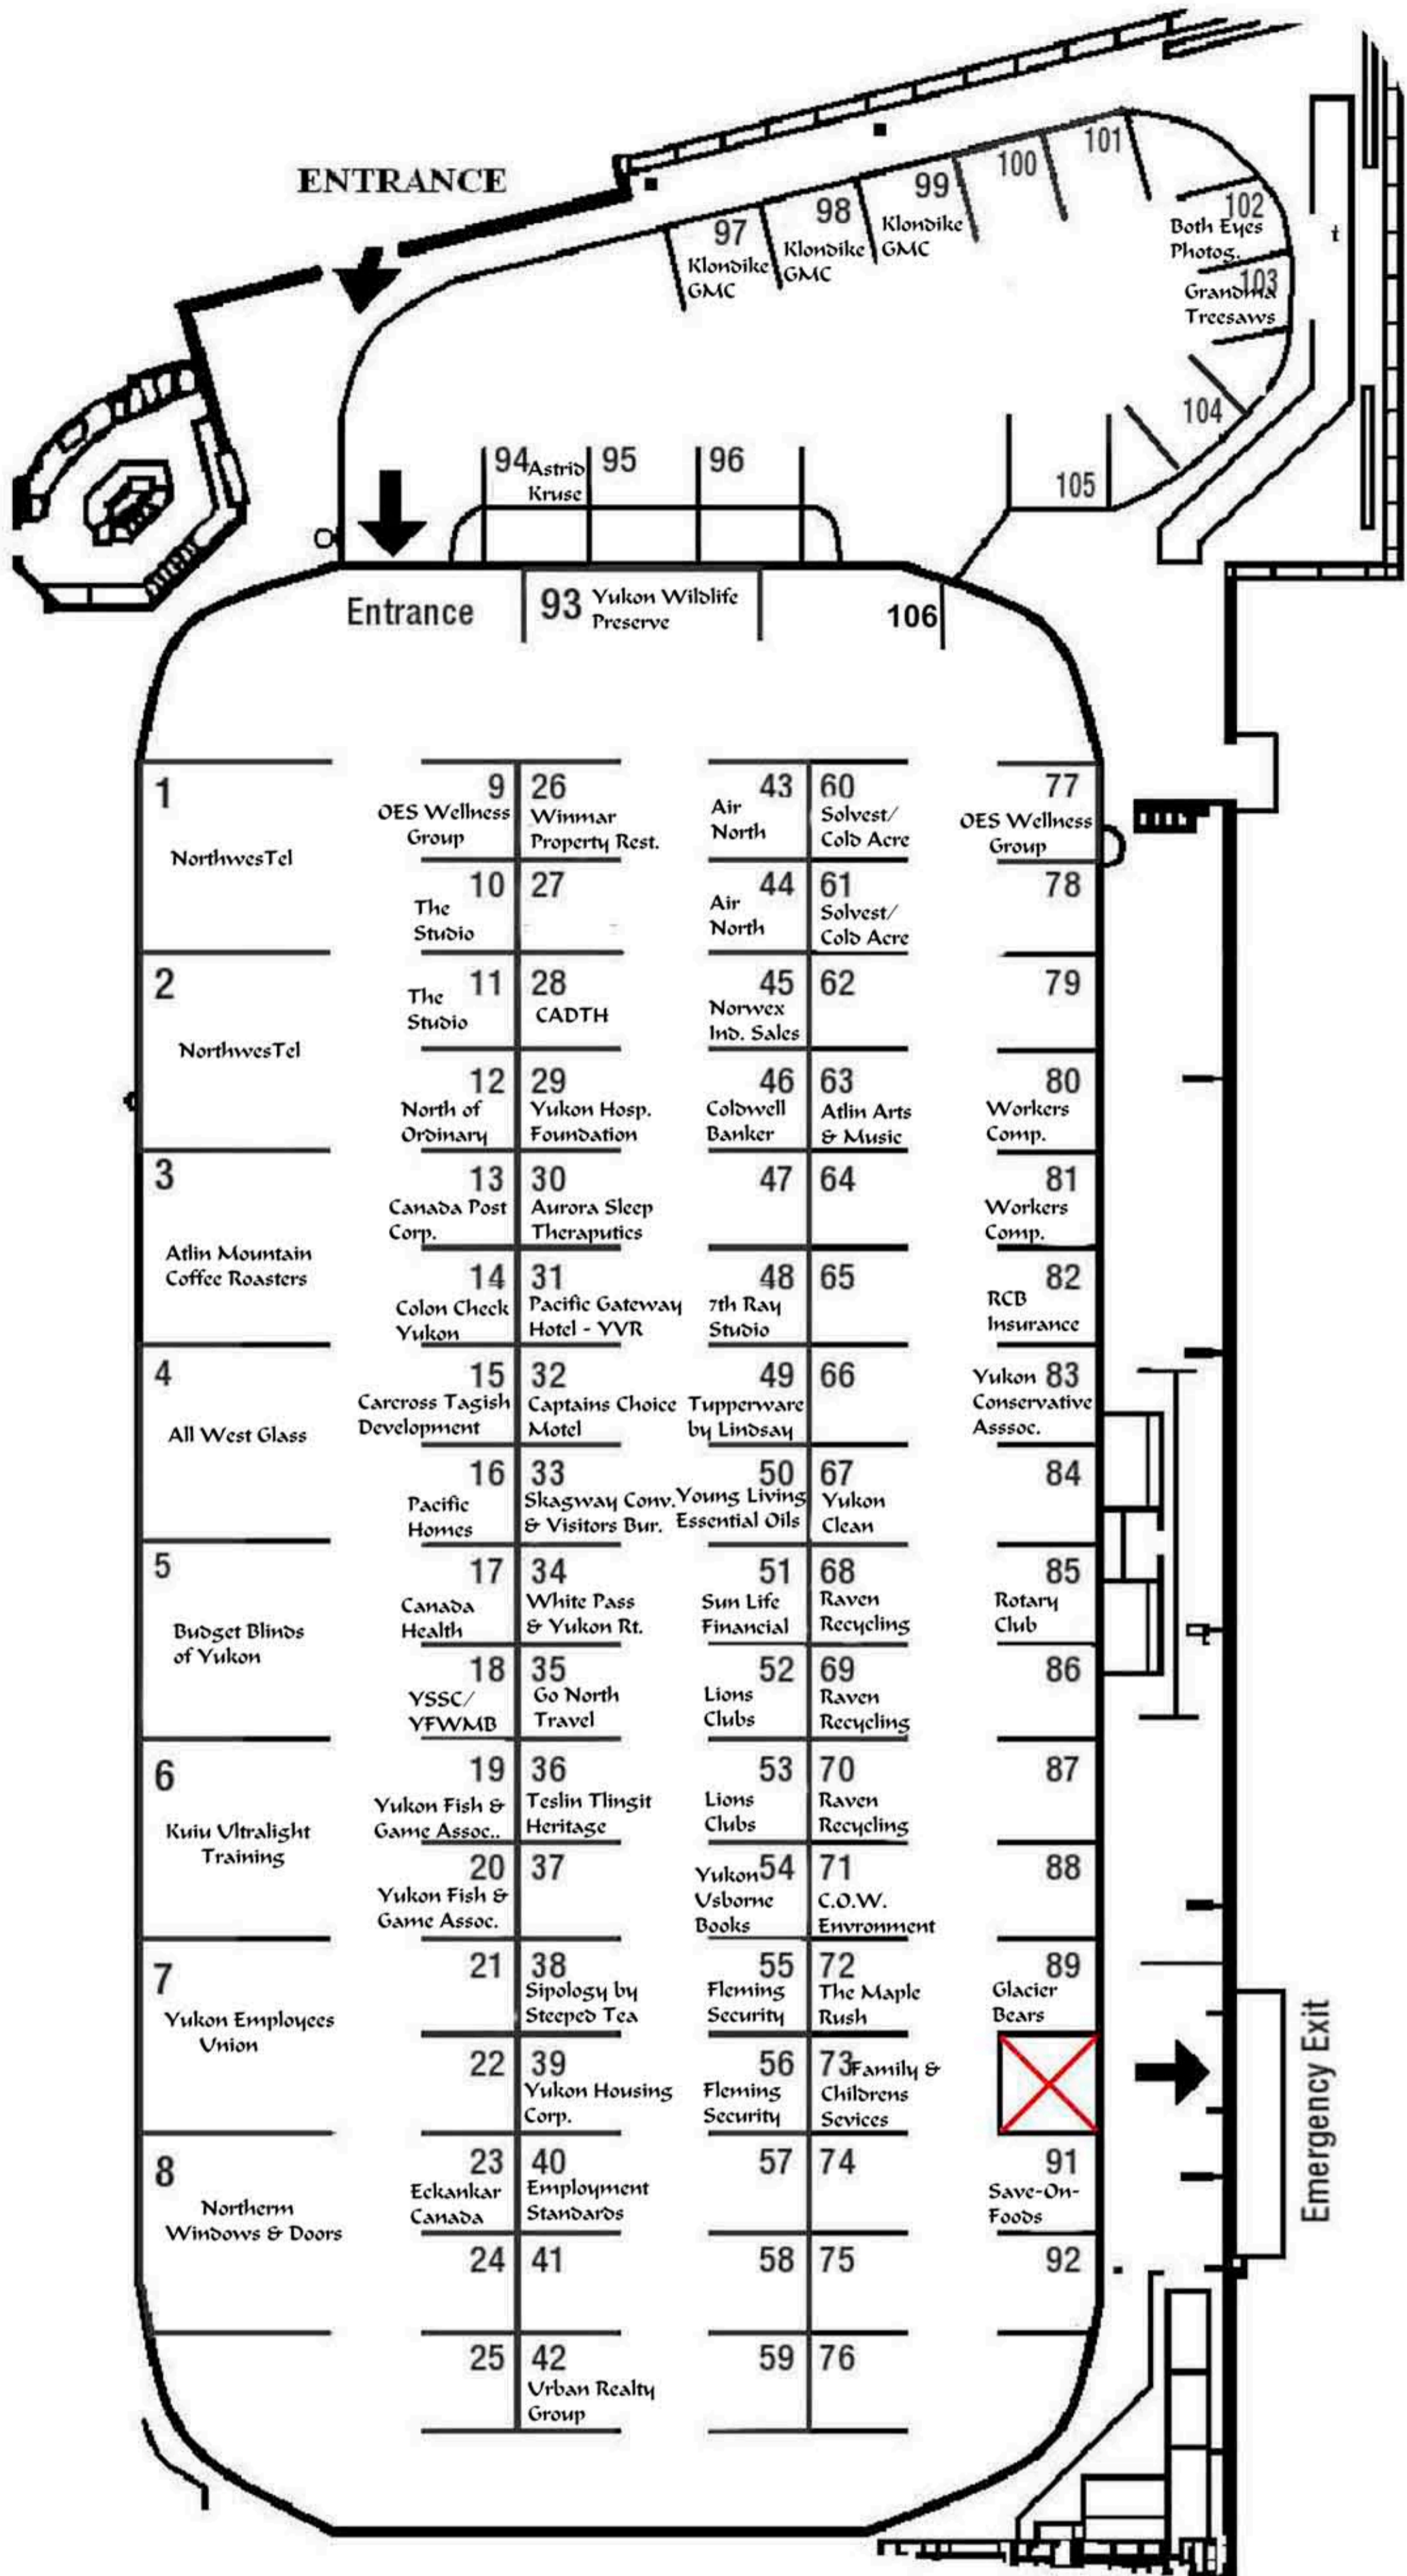 ENTRANCE
101
100
99
Klondike
GMC
98
Klondike
GMC
97
Klondike
GMC
102
Both Eyes
Photog.
103
Grandma
Treesaws
t
104
105
94 Astrid
Kruse
95
96
Entrance
93 Yukon Wildlife
Preserve
106
1
NorthwesTel
2
NorthwesTel
3
Atlin Mountain
Coffee Roasters
4
All West Glass
5
Budget Blinds
of Yukon
6
Kuiu Ultralight
Training
7
Yukon Employees
Union
8
Northerm
Windows & Doors
9
OES Wellness
Group
10
The
Studio
11
The
Studio
12
North of
Ordinary
13
Canada Post
Corp.
14
Colon Check
Yukon
15
Carcross Tagish
Development
16
Pacific
Homes
17
Canada
Health
18
YSSC/
YFWMB
19
Yukon Fish &
Game Assoc..
20
Yukon Fish &
Game Assoc.
21
22
23
Eckankar
Canada
24
25
26
Winmar
Property Rest.
27
28
CADTH
29
Yukon Hosp.
Foundation
30
Aurora Sleep
Theraputics
31
Pacific Gateway
Hotel - YVR
32
Captains Choice
Motel
33
Skagway Conv.
& Visitors Bur.
34
White Pass
& Yukon Rt.
35
Go North
Travel
36
Teslin Tlingit
Heritage
37
38
Sipology by
Steeped Tea
39
Yukon Housing
Corp.
40
Employment
Standards
41
42
Urban Realty
Group
43
Air
North
44
Air
North
45
Norwex
Ind. Sales
46
Coldwell
Banker
47
48
7th Ray
Studio
49
Tupperware
by Lindsay
50
Young Living
Essential Oils
51
Sun Life
Financial
52
Lions
Clubs
53
Lions
Clubs
Yukon 54
Usborne
Books
55
Fleming
Security
56
Fleming
Security
57
58
59
60
Solvest/
Cold Acre
61
Solvest/
Cold Acre
62
63
Atlin Arts
& Music
64
65
66
67
Yukon
Clean
68
Raven
Recycling
69
Raven
Recycling
70
Raven
Recycling
71
C.O.W.
Envronment
72
The Maple
Rush
73 Family &
Childrens
Sevices
74
75
76
77
OES Wellness
Group
78
79
80
Workers
Comp.
81
Workers
Comp.
82
RCB
Insurance
Yukon 83
Conservative
Asssoc.
84
85
Rotary
Club
86
87
88
89
Glacier
Bears
91
Save-On-
Foods
92
Emergency Exit